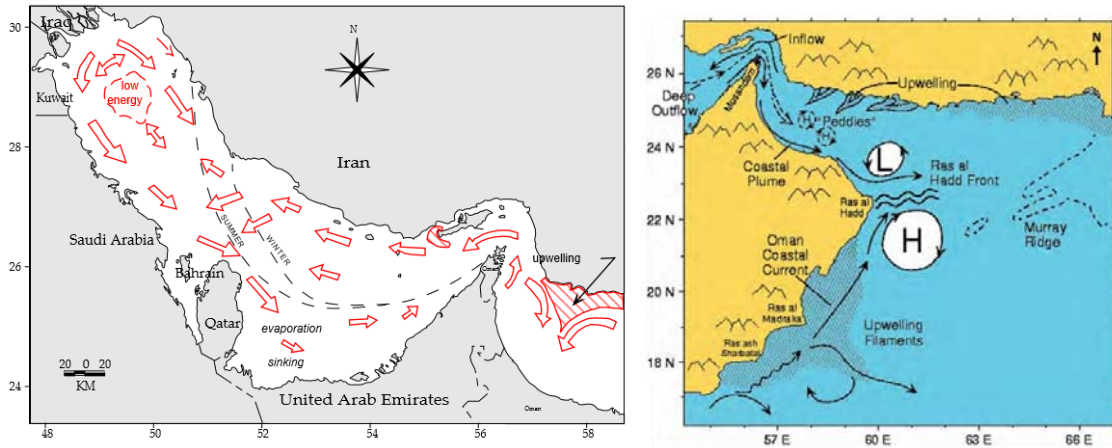 30
Iraq
N
low
energy
Kuwait
28
Iran
SUMMER
WINTER
Saudi Arabia
Bahrain
26
Oman
upwelling
Qatar
evaporation
sinking
20 0 20
KM
24
United Arab Emirates
Oman
48 50 52 54 56 58
Inflow
N
26 N
Musandam
Upwelling
Deep
Outflow
H
"Peddies"
H
24 N
Coastal
Plume
L
Ras al
Hadd Front
Ras al
Hadd
22 N
H
Murray
Ridge
Oman
Coastal
Current
20 N
Ras al
Madraka
Upwelling
Filaments
Ras ash
Sharbatat
18 N
57 E 60 E 63 E 66 E